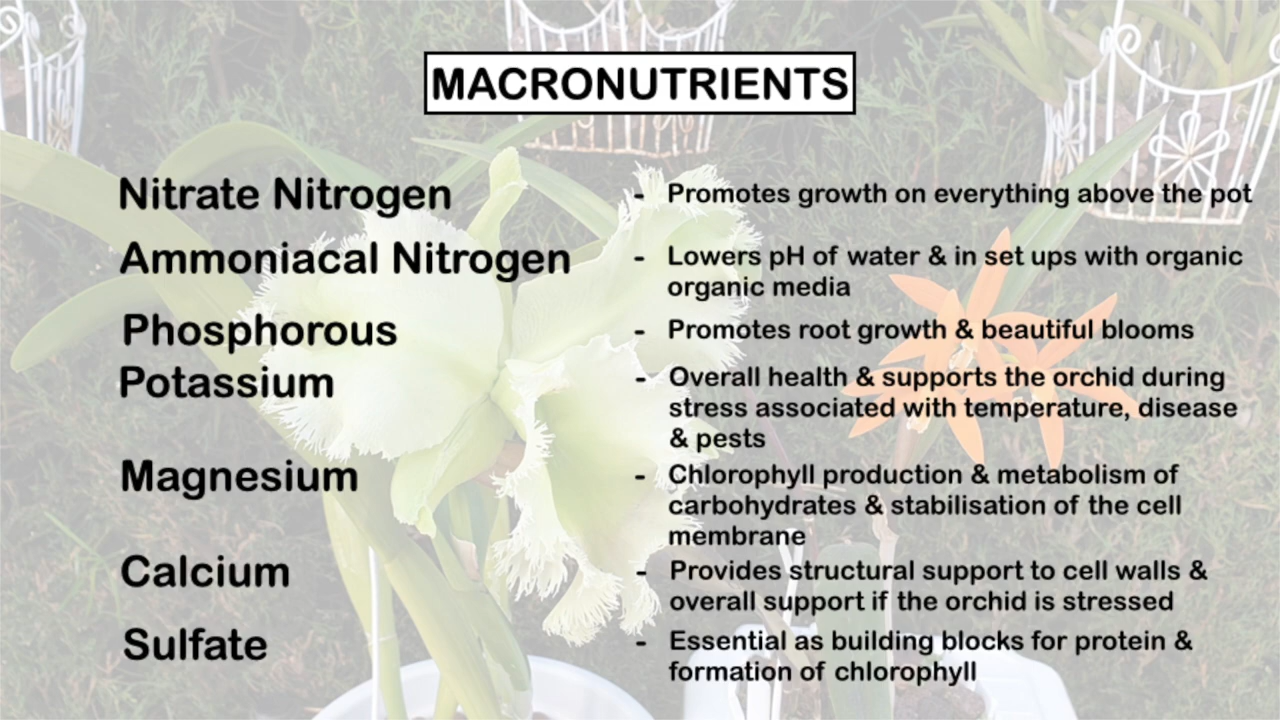 MACRONUTRIENTS
Nitrate Nitrogen - Promotes growth on everything above the pot
Ammoniacal Nitrogen - Lowers pH of water & in set ups with organic
organic media
Phosphorous - Promotes root growth & beautiful blooms
Potassium - Overall health & supports the orchid during
stress associated with temperature, disease
& pests
Magnesium - Chlorophyll production & metabolism of
carbohydrates & stabilisation of the cell
membrane
Calcium - Provides structural support to cell walls &
overall support if the orchid is stressed
Sulfate - Essential as building blocks for protein &
formation of chlorophyll